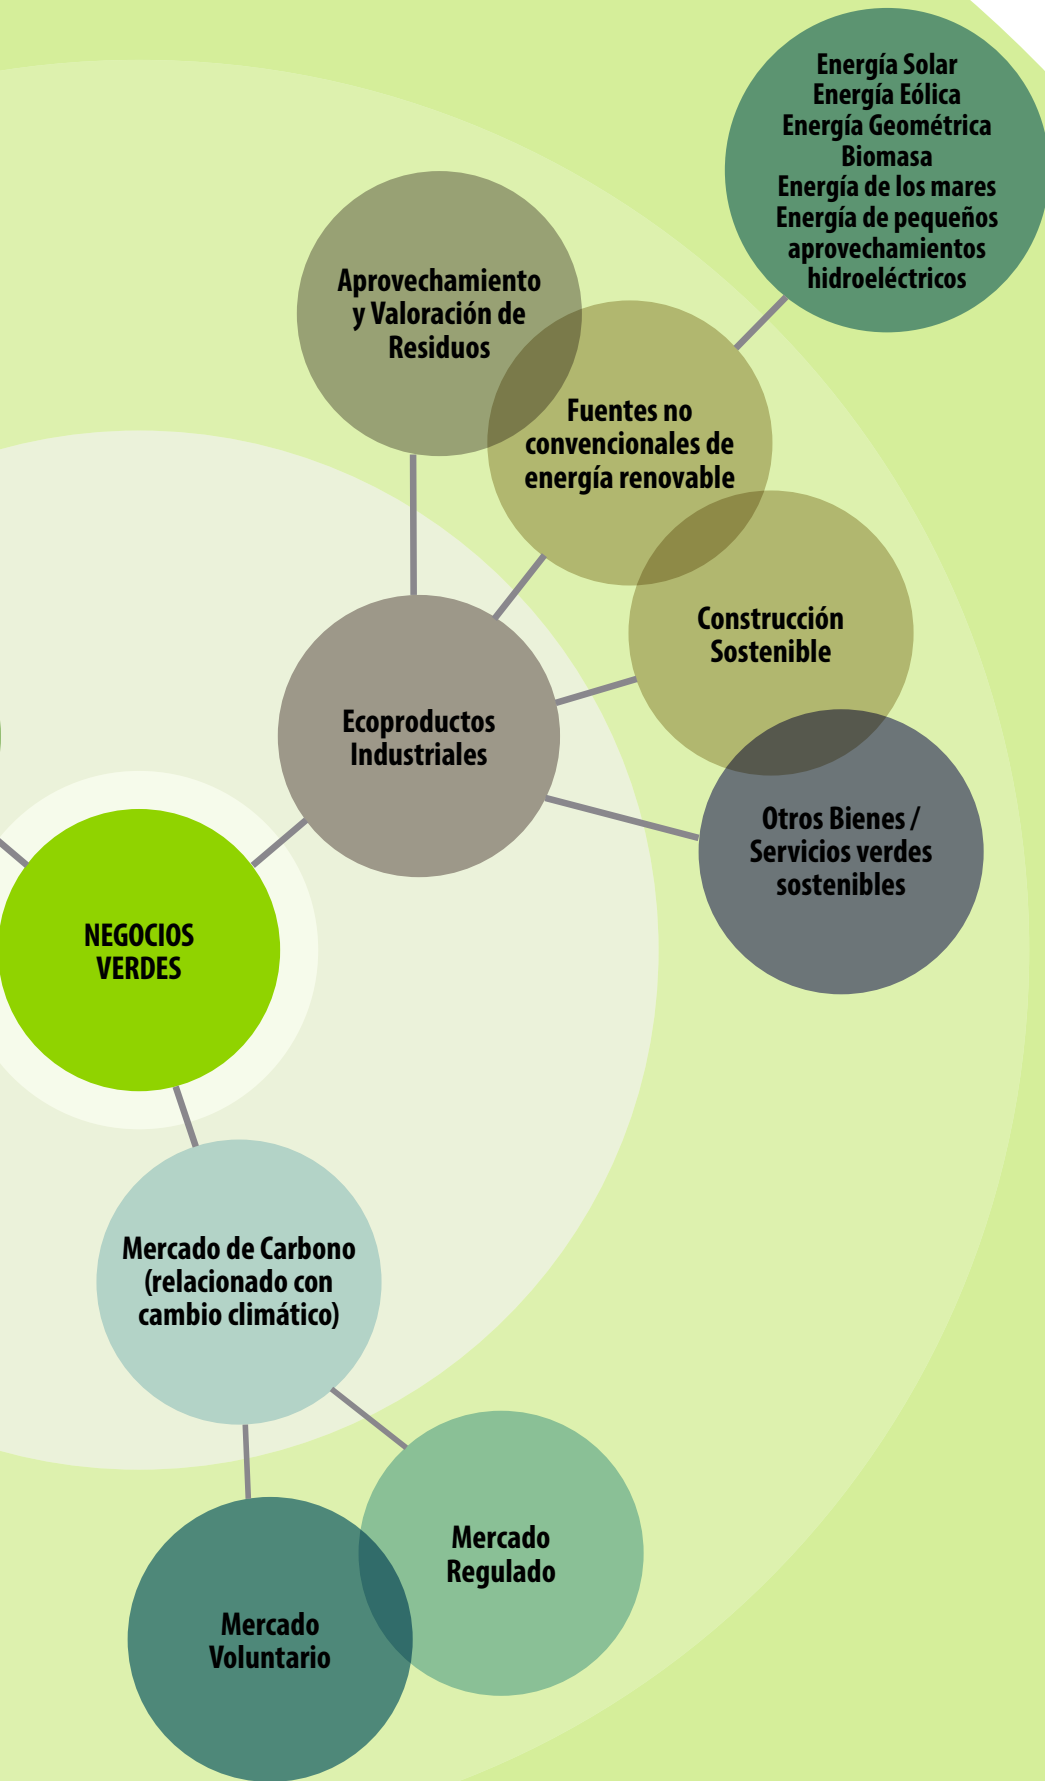 Energía Solar
Energía Eólica
Energía Geométrica
Biomasa
Energía de los mares
Energía de pequeños
aprovechamientos
hidroeléctricos
Aprovechamiento
y Valoración de
Residuos
Fuentes no
convencionales de
energía renovable
Construcción
Sostenible
Ecoproductos
Industriales
Otros Bienes /
Servicios verdes
sostenibles
NEGOCIOS
VERDES
Mercado de Carbono
(relacionado con
cambio climático)
Mercado
Regulado
Mercado
Voluntario